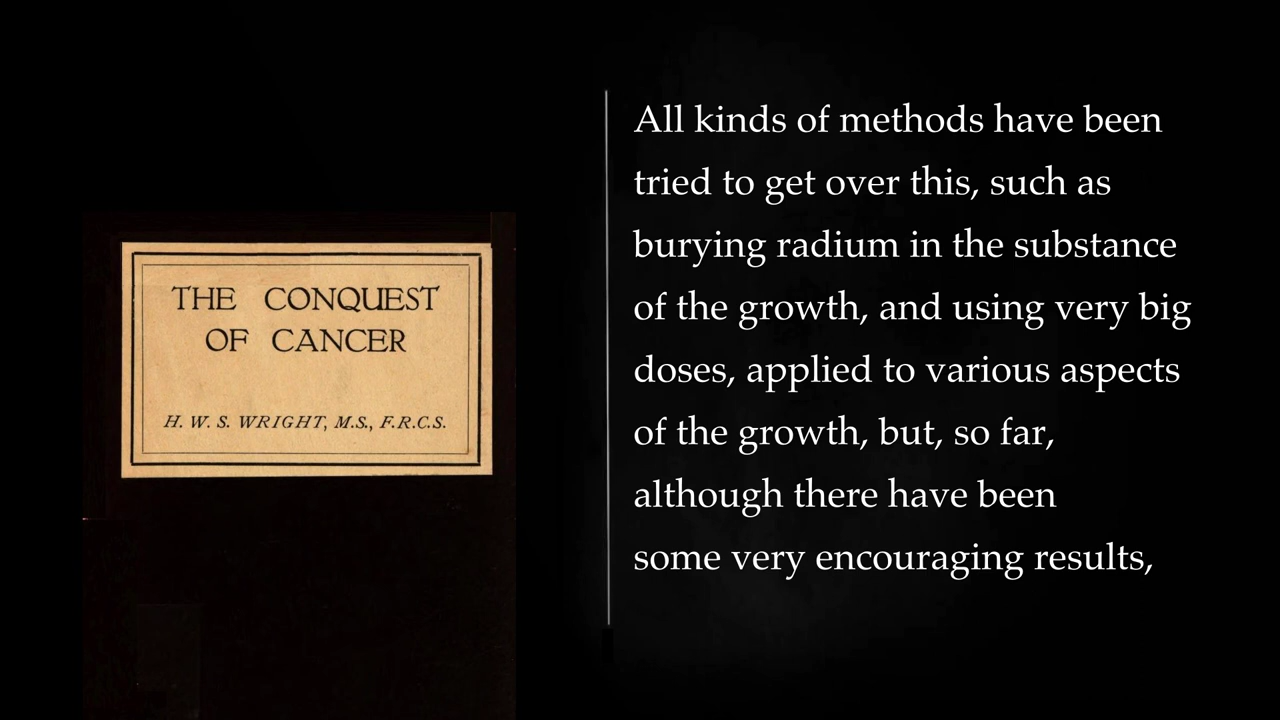 THE CONQUEST
OF CANCER
H. W. S. WRIGHT, M.S., F.R.C.S.
All kinds of methods have been
tried to get over this, such as
burying radium in the substance
of the growth, and using very big
doses, applied to various aspects
of the growth, but, so far,
although there have been
some very encouraging results,